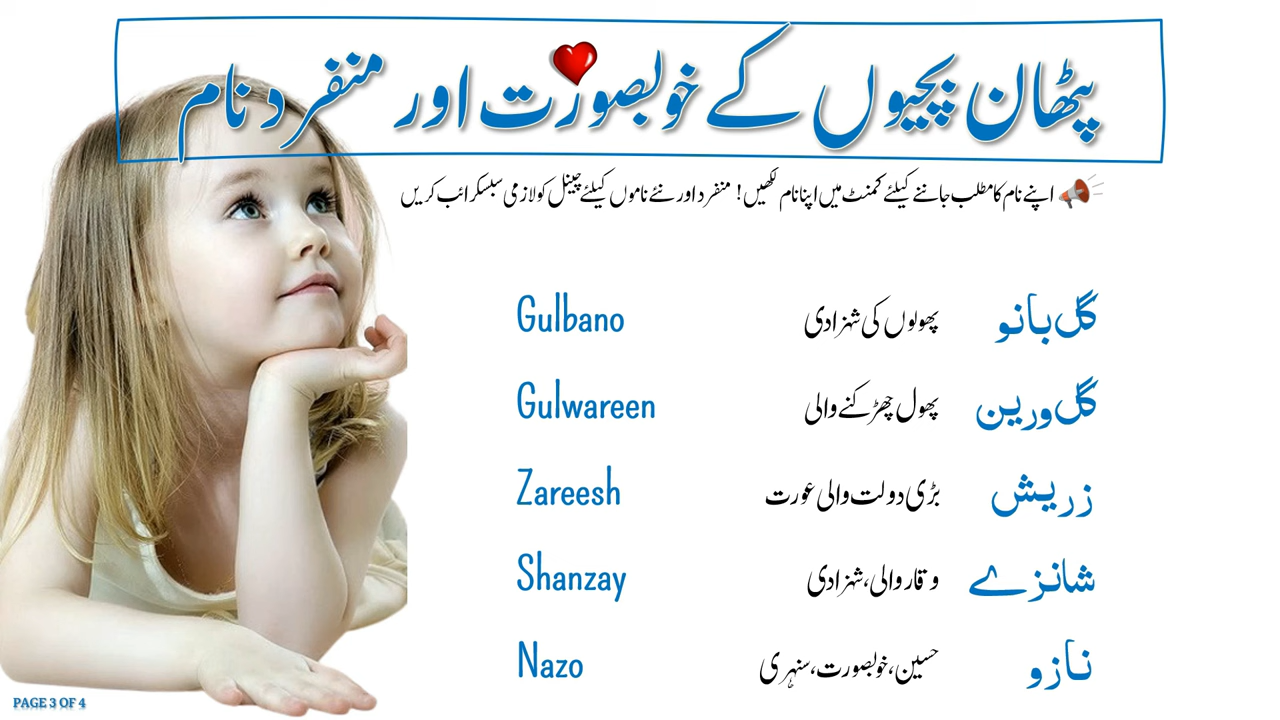 پٹھان بچیوں کے خوبصورت اور منفرد نام
اپنے نام کا مطلب جاننے کیلئے کمنٹ میں اپنا نام لکھیں! منفرد اور نئے ناموں کیلئے چینل کو لازمی سبسکرائب کریں
گل بانو پھولوں کی شہزادی Gulbano
گل ورین پھول چھڑکنے والی Gulwareen
زریش بڑی دولت والی عورت Zareesh
شانزے وقار والی، شہزادی Shanzay
نازو حسین، خوبصورت، سنہری Nazo
PAGE 3 OF 4